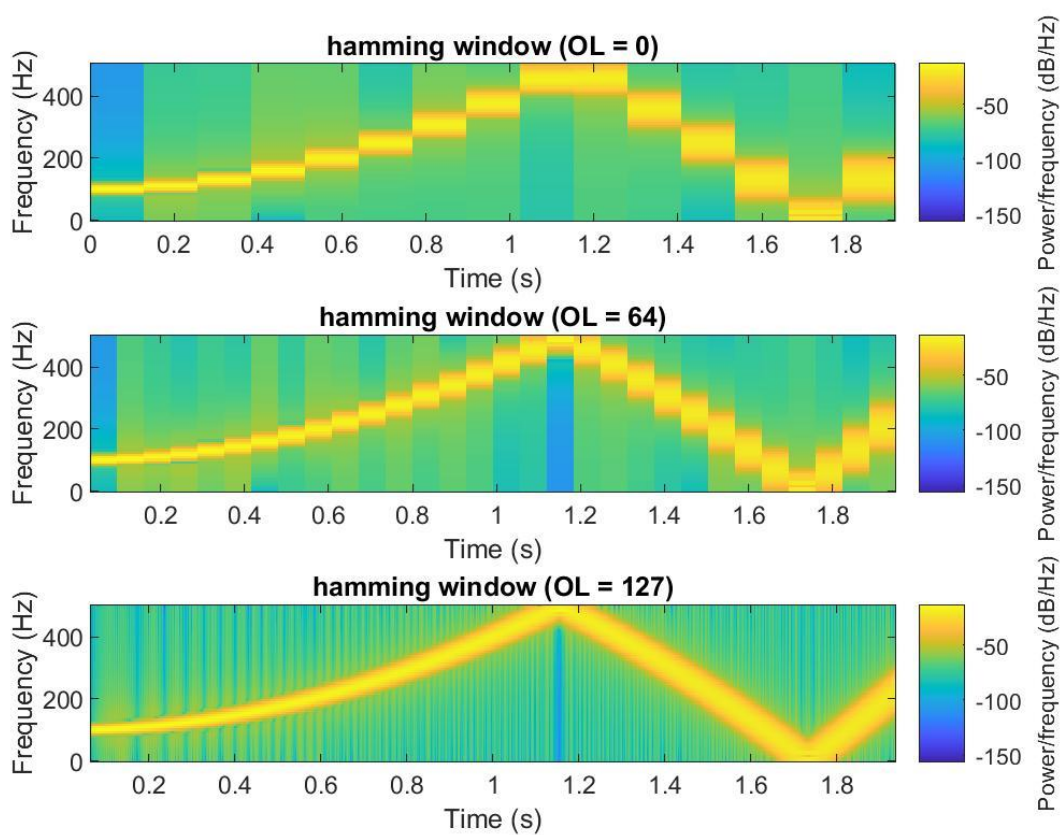 hamming window (OL = 0)
Frequency (Hz)
400
200
0
0 0.2 0.4 0.6 0.8 1 1.2 1.4 1.6 1.8
Time (s)
-50
-100
-150
Power/frequency (dB/Hz)
hamming window (OL = 64)
Frequency (Hz)
400
200
0
0.2 0.4 0.6 0.8 1 1.2 1.4 1.6 1.8
Time (s)
-50
-100
-150
Power/frequency (dB/Hz)
hamming window (OL = 127)
Frequency (Hz)
400
200
0
0.2 0.4 0.6 0.8 1 1.2 1.4 1.6 1.8
Time (s)
-50
-100
-150
Power/frequency (dB/Hz)